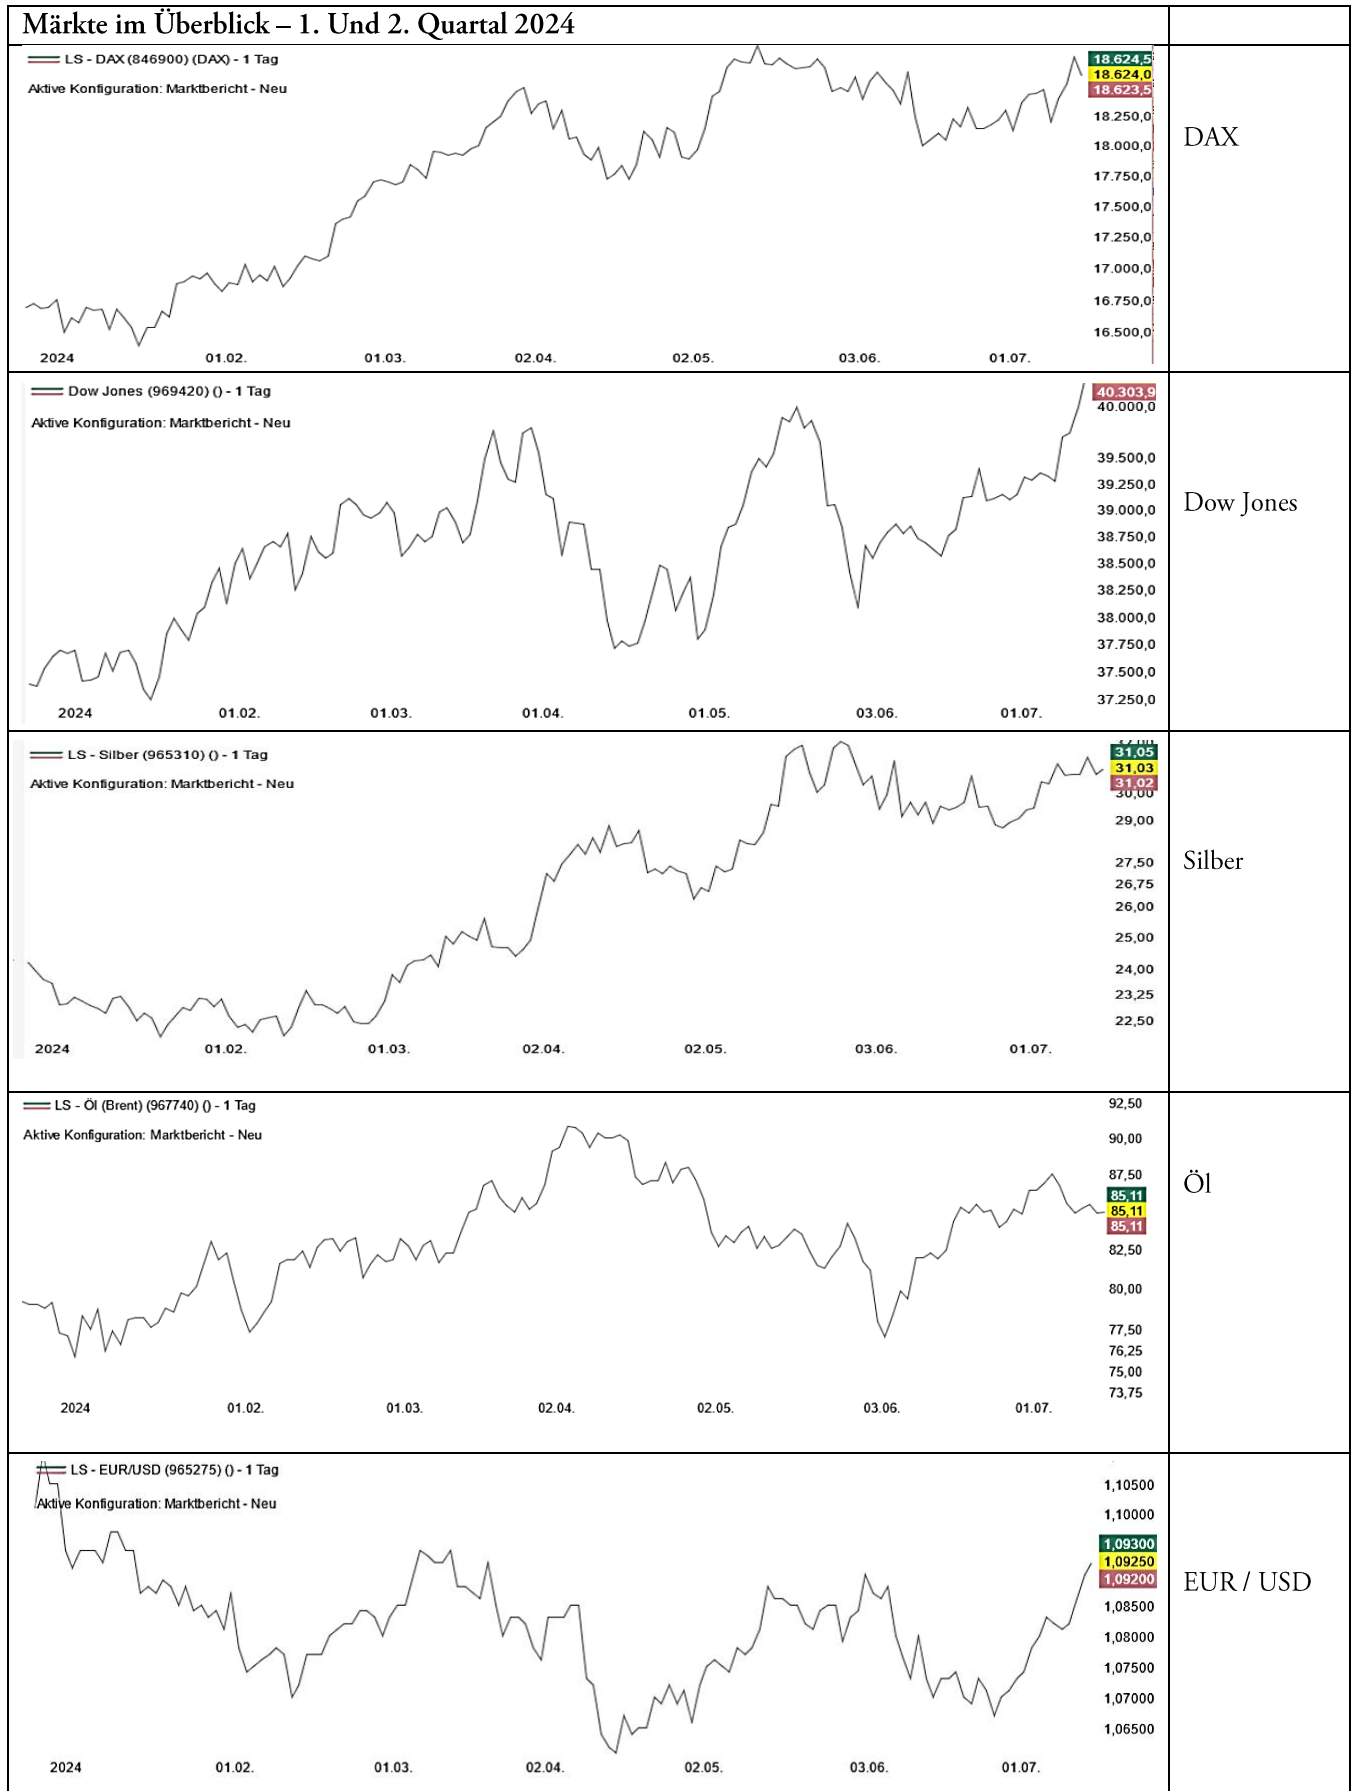 Märkte im Überblick – 1. Und 2. Quartal 2024
LS - DAX (846900) (DAX) - 1 Tag
Aktive Konfiguration: Marktbericht - Neu
18.624,5
18.624,0
18.623,5
18.250,0
18.000,0
17.750,0
17.500,0
17.250,0
17.000,0
16.750,0
16.500,0
2024 01.02. 01.03. 02.04. 02.05. 03.06. 01.07.
DAX
Dow Jones (969420) () - 1 Tag
Aktive Konfiguration: Marktbericht - Neu
40.303,9
40.000,0
39.500,0
39.250,0
39.000,0
38.750,0
38.500,0
38.250,0
38.000,0
37.750,0
37.500,0
37.250,0
2024 01.02. 01.03. 01.04. 01.05. 03.06. 01.07.
Dow Jones
LS - Silber (965310) () - 1 Tag
Aktive Konfiguration: Marktbericht - Neu
31,05
31,03
31,02
30,00
29,00
27,50
26,75
26,00
25,00
24,00
23,25
22,50
2024 01.02. 01.03. 02.04. 02.05. 03.06. 01.07.
Silber
LS - Öl (Brent) (967740) () - 1 Tag
Aktive Konfiguration: Marktbericht - Neu
92,50
90,00
87,50
85,11
85,11
85,11
82,50
80,00
77,50
76,25
75,00
73,75
2024 01.02. 01.03. 02.04. 02.05. 03.06. 01.07.
Öl
LS - EUR/USD (965275) () - 1 Tag
Aktive Konfiguration: Marktbericht - Neu
1,10500
1,10000
1,09300
1,09250
1,09200
1,08500
1,08000
1,07500
1,07000
1,06500
2024 01.02. 01.03. 02.04. 02.05. 03.06. 01.07.
EUR / USD